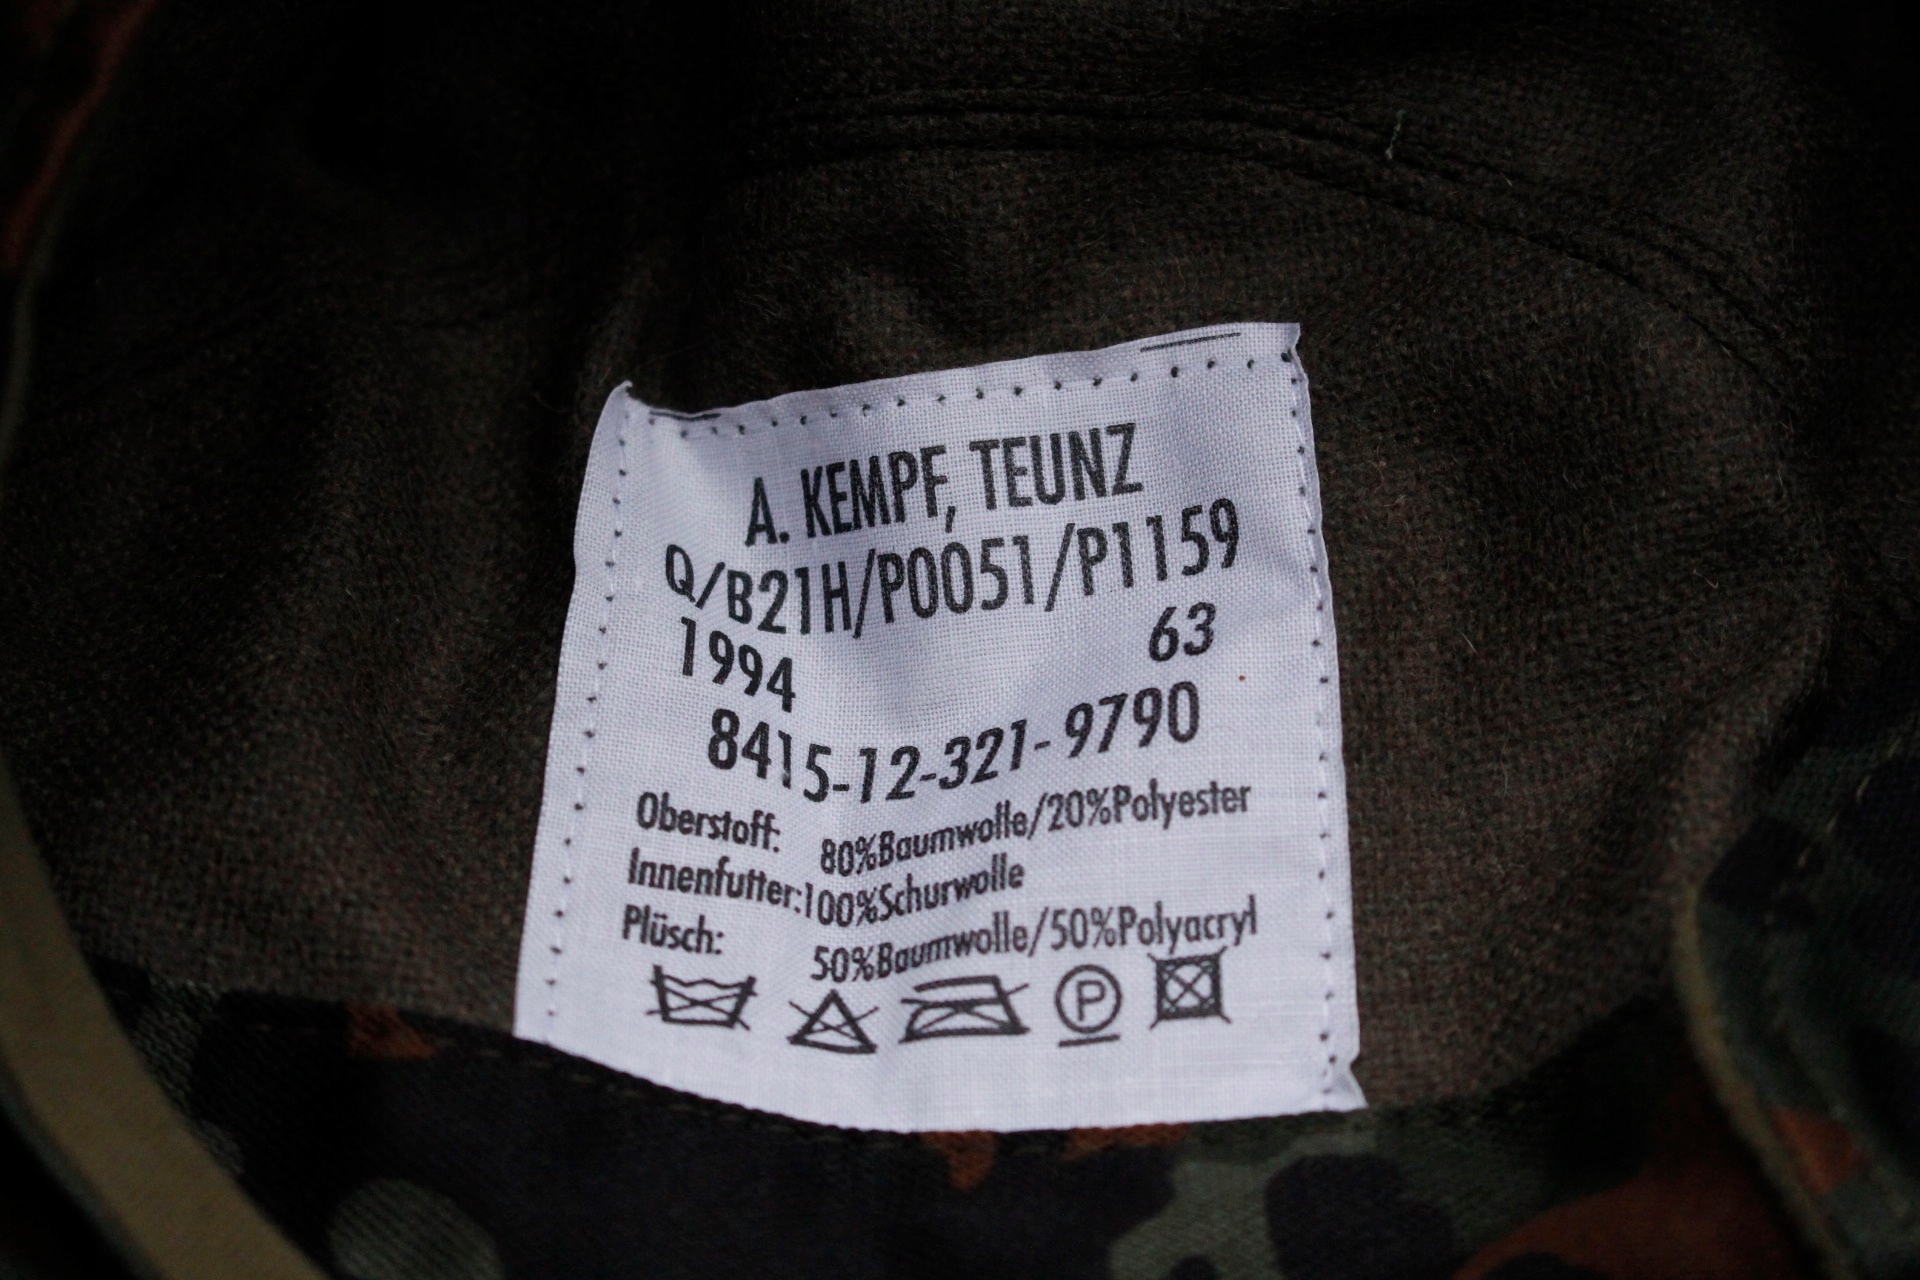 A. KEMPF, TEUNZ
Q/B21H/P0051/P1159
1994 63
8415-12-321-9790
Oberstoff: 80%Baumwolle/20%Polyester
Innenfutter:100%Schurwolle
Plüsch: 50%Baumwolle/50%Polyacryl
P